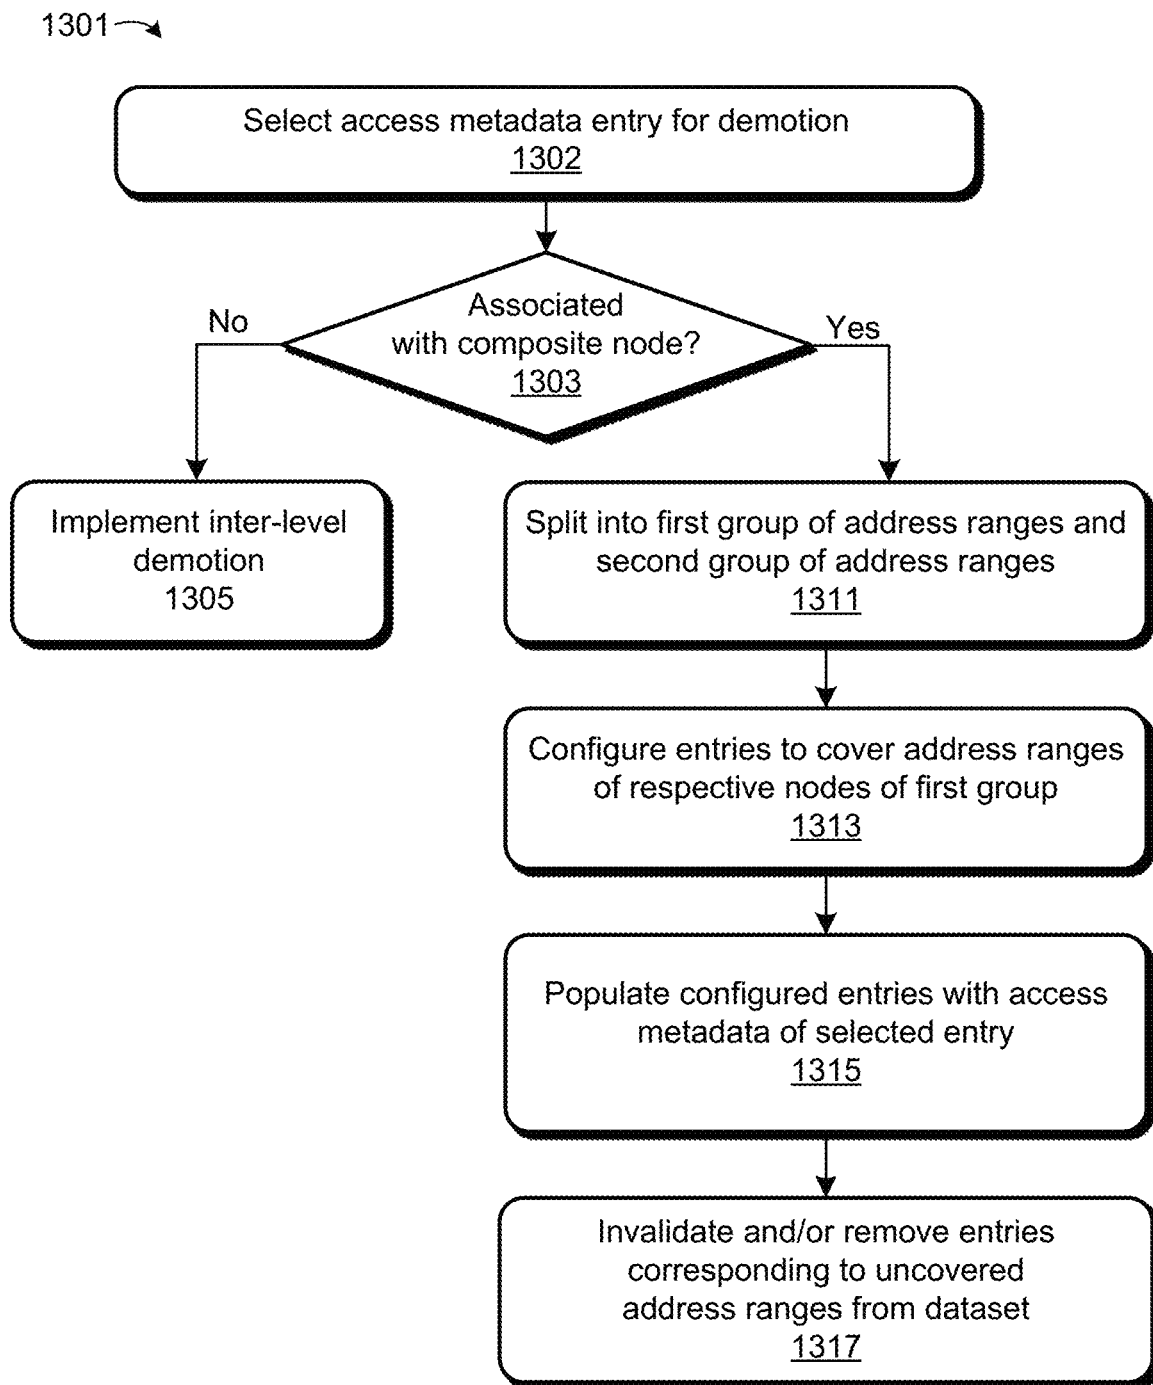 1301
Select access metadata entry for demotion
1302
Associated
with composite node?
1303
No
Yes
Implement inter-level
demotion
1305
Split into first group of address ranges and
second group of address ranges
1311
Configure entries to cover address ranges
of respective nodes of first group
1313
Populate configured entries with access
metadata of selected entry
1315
Invalidate and/or remove entries
corresponding to uncovered
address ranges from dataset
1317